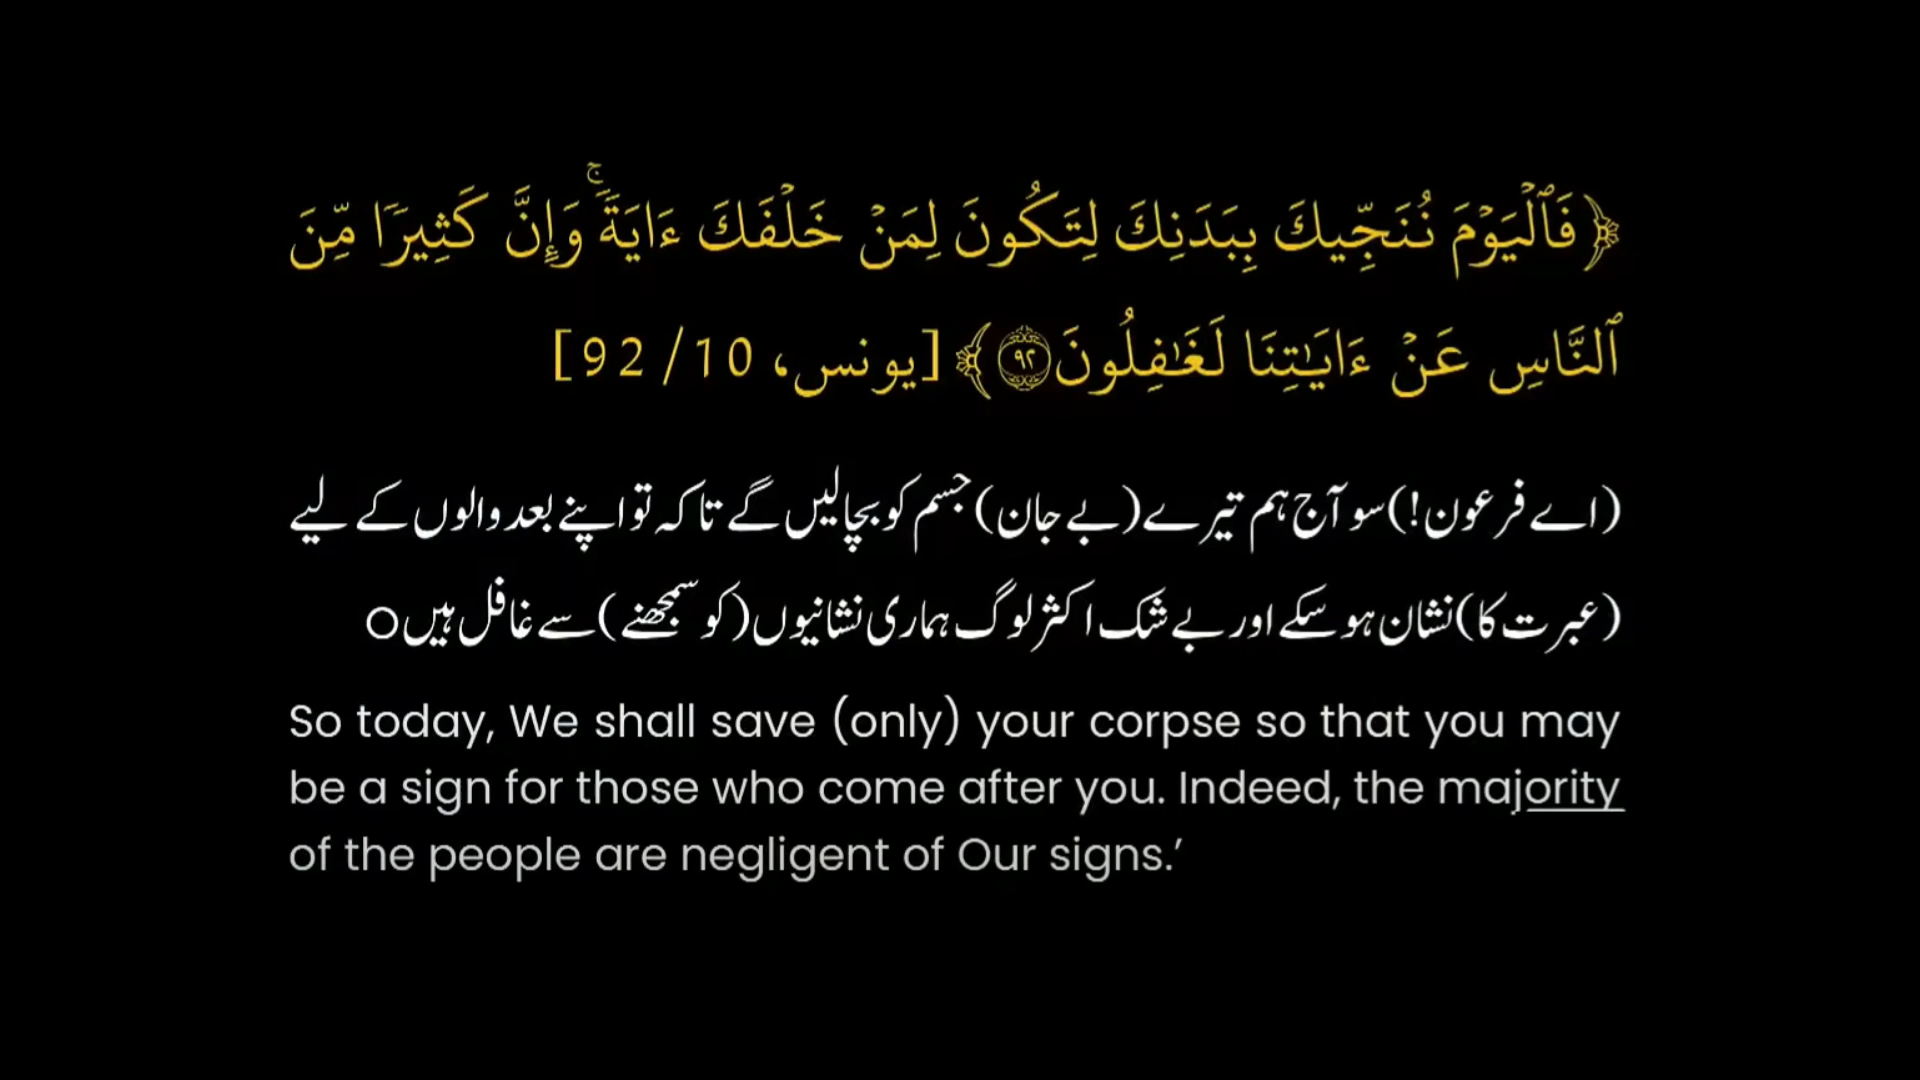 ﴿فَٱلۡيَوۡمَ نُنَجِّيكَ بِبَدَنِكَ لِتَكُونَ لِمَنۡ خَلۡفَكَ ءَايَةٗۚ وَإِنَّ كَثِيرٗا مِّنَ
ٱلنَّاسِ عَنۡ ءَايَٰتِنَا لَغَٰفِلُونَ٩٢﴾ [يونس، 10/ 92]
(اے فرعون!) سو آج ہم تیرے (بے جان) جسم کو بچالیں گے تاکہ تو اپنے بعد والوں کے لیے
(عبرت کا) نشان ہو سکے اور بے شک اکثر لوگ ہماری نشانیوں (کو سمجھنے) سے غافل ہیں○
So today, We shall save (only) your corpse so that you may
be a sign for those who come after you. Indeed, the majority
of the people are negligent of Our signs.’